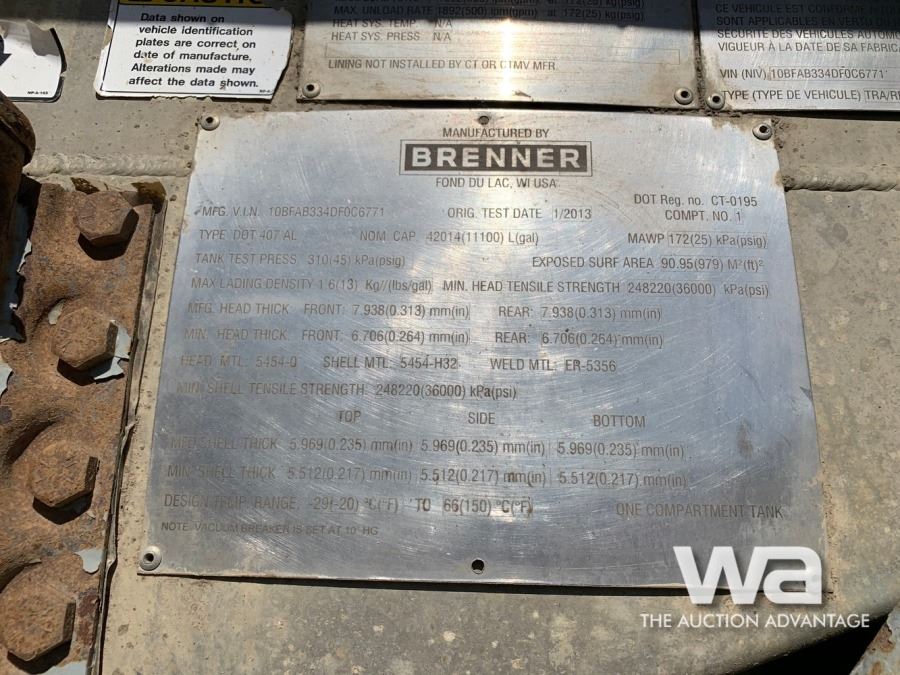 Data shown on
vehicle identification
plates are correct on
date of manufacture.
Alterations made may
affect the data shown.
MAX. UNLOAD RATE 1892(500) lpm(gpm), at 172(25) kg(psig)
HEAT SYS. TEMP. N/A
HEAT SYS. PRESS. N/A
LINING NOT INSTALLED BY CT OR CTMV MFR.
CE VEHICULE EST CONFORME
SONT APPLICABLES EN VERTU DU
SECURITE DES VEHICULES AUTOMO
VIGUEUR À LA DATE DE SA FABRICA
VIN (NIV) 10BFAB334DF0C6771
TYPE (TYPE DE VEHICULE) TRA/RE
MANUFACTURED BY
BRENNER
FOND DU LAC, WI USA
MFG. V.I.N. 10BFAB334DF0C6771 ORIG. TEST DATE 1/2013 DOT Reg. no. CT-0195
COMPT. NO. 1
TYPE DOT 407 AL NOM. CAP. 42014(11100) L(gal) MAWP 172(25) kPa(psig)
TANK TEST PRESS. 310(45) kPa(psig) EXPOSED SURF AREA 90.95(979) M²(ft)²
MAX LADING DENSITY 1.6(13) Kg/l(lbs/gal) MIN. HEAD TENSILE STRENGTH 248220(36000) kPa(psi)
MFG. HEAD THICK. FRONT: 7.938(0.313) mm(in) REAR: 7.938(0.313) mm(in)
MIN. HEAD THICK. FRONT: 6.706(0.264) mm(in) REAR: 6.706(0.264) mm(in)
HEAD MTL. 5454-0 SHELL MTL. 5454-H32 WELD MTL: ER-5356
MIN. SHELL TENSILE STRENGTH 248220(36000) kPa(psi)
TOP SIDE BOTTOM
MFG SHELL THICK 5.969(0.235) mm(in) 5.969(0.235) mm(in) 5.969(0.235) mm(in)
MIN. SHELL THICK 5.512(0.217) mm(in) 5.512(0.217) mm(in) 5.512(0.217) mm(in)
DESIGN TEMP. RANGE. -29(-20) °C(°F) TO 66(150) °C(°F) ONE COMPARTMENT TANK
NOTE: VACUUM BREAKER IS SET AT 10" HG
wa
THE AUCTION ADVANTAGE